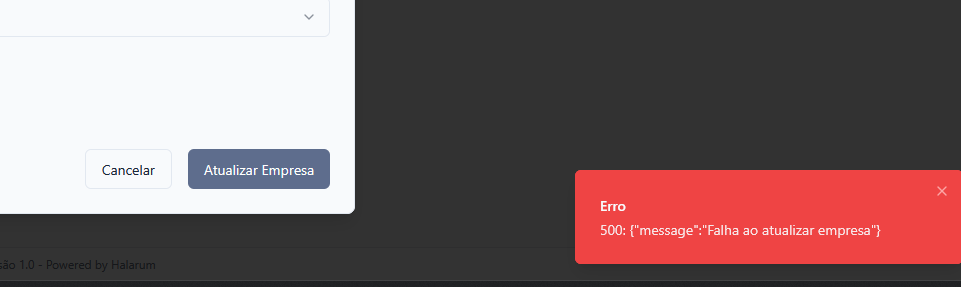 Cancelar
Atualizar Empresa
Erro
500: {"message":"Falha ao atualizar empresa"}
são 1.0 - Powered by Halarum